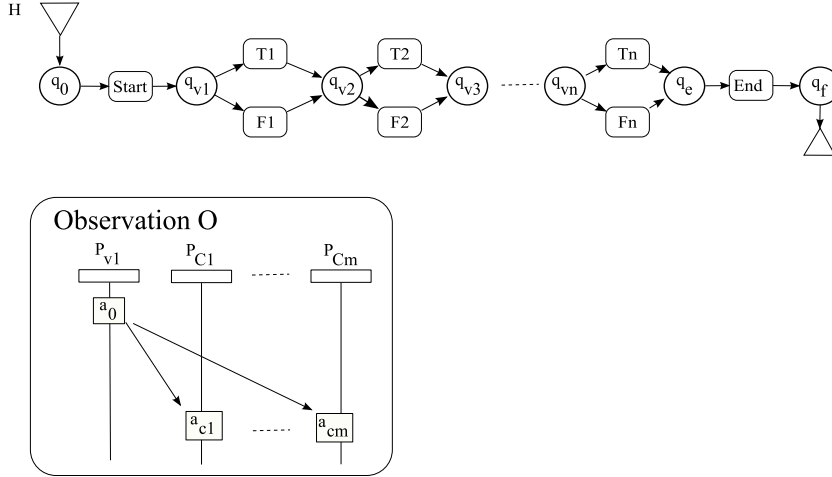 H
T1 T2 Tn
q0 Start qv1 qv2 qv3 qvn qe End qf
F1 F2 Fn
Observation O
Pv1 PC1 PCm
a0
ac1 acm